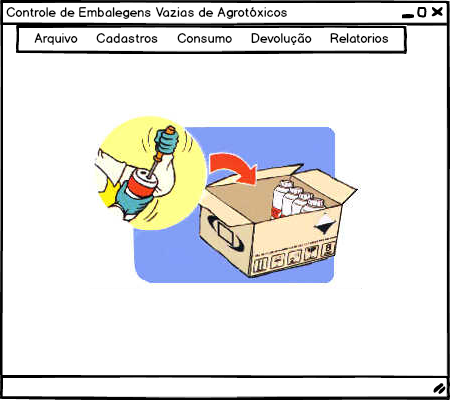 Controle de Embalegens Vazias de Agrotóxicos
Arquivo Cadastros Consumo Devolução Relatorios